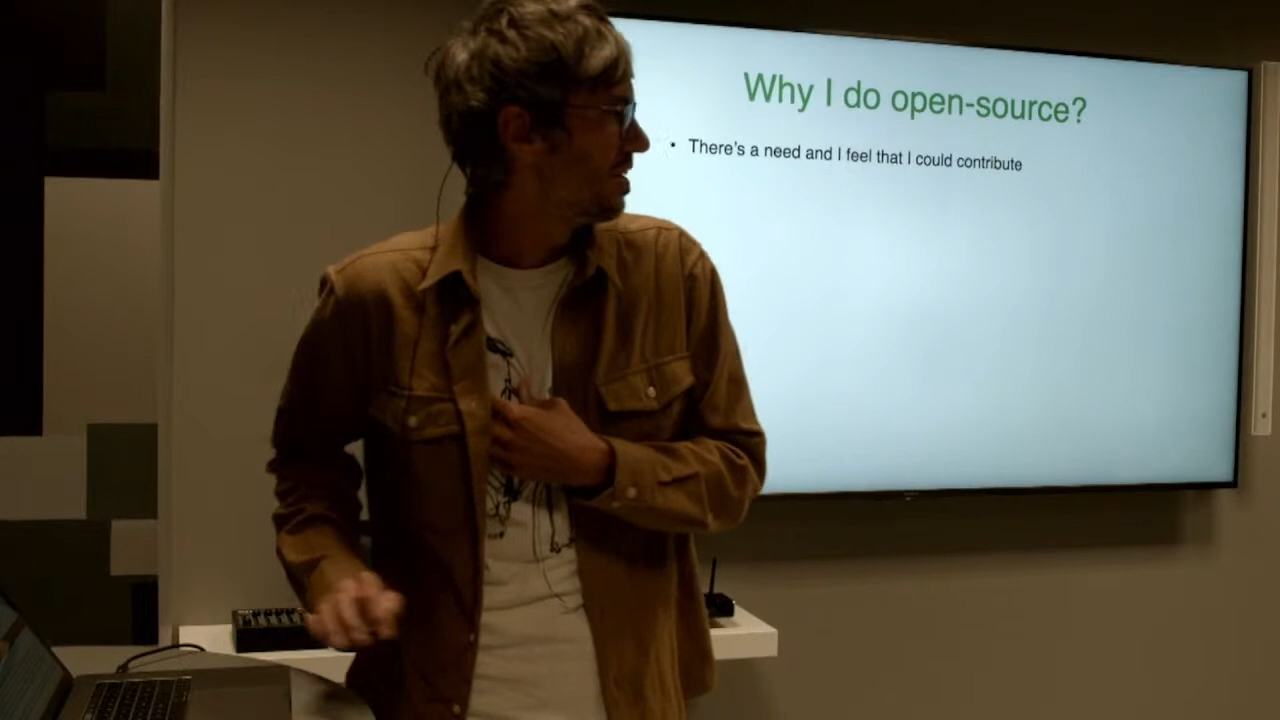 Why I do open-source?
• There's a need and I feel that I could contribute